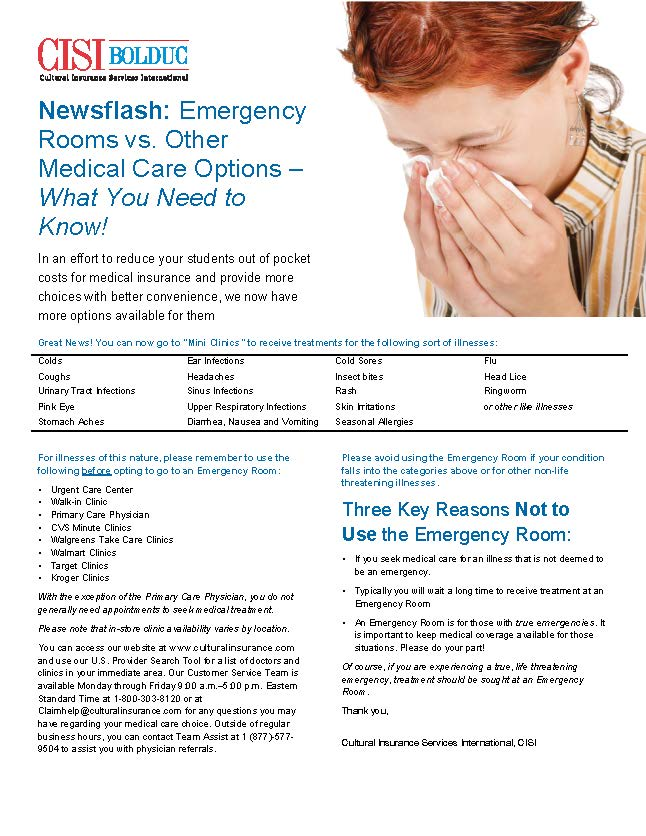 CISI BOLDUC
Cultural Insurance Services International
Newsflash: Emergency
Rooms vs. Other
Medical Care Options –
What You Need to
Know!
In an effort to reduce your students out of pocket
costs for medical insurance and provide more
choices with better convenience, we now have
more options available for them
Great News! You can now go to "Mini Clinics" to receive treatments for the following sort of illnesses:
Colds Ear Infections Cold Sores Flu
Coughs Headaches Insect bites Head Lice
Urinary Tract Infections Sinus Infections Rash Ringworm
Pink Eye Upper Respiratory Infections Skin Irritations or other like illnesses
Stomach Aches Diarrhea, Nausea and Vomiting Seasonal Allergies
For illnesses of this nature, please remember to use the
following before opting to go to an Emergency Room:
• Urgent Care Center
• Walk-in Clinic
• Primary Care Physician
• CVS Minute Clinics
• Walgreens Take Care Clinics
• Walmart Clinics
• Target Clinics
• Kroger Clinics
With the exception of the Primary Care Physician, you do not
generally need appointments to seek medical treatment.
Please note that in-store clinic availability varies by location.
You can access our website at www.culturalinsurance.com
and use our U.S. Provider Search Tool for a list of doctors and
clinics in your immediate area. Our Customer Service Team is
available Monday through Friday 9:00 a.m.–5:00 p.m. Eastern
Standard Time at 1-800-303-8120 or at
Claimhelp@culturalinsurance.com for any questions you may
have regarding your medical care choice. Outside of regular
business hours, you can contact Team Assist at 1 (877)-577-
9504 to assist you with physician referrals.
Please avoid using the Emergency Room if your condition
falls into the categories above or for other non-life
threatening illnesses.
Three Key Reasons Not to
Use the Emergency Room:
• If you seek medical care for an illness that is not deemed to
be an emergency.
• Typically you will wait a long time to receive treatment at an
Emergency Room
• An Emergency Room is for those with true emergencies. It
is important to keep medical coverage available for those
situations. Please do your part!
Of course, if you are experiencing a true, life threatening
emergency, treatment should be sought at an Emergency
Room.
Thank you,
Cultural Insurance Services International, CISI